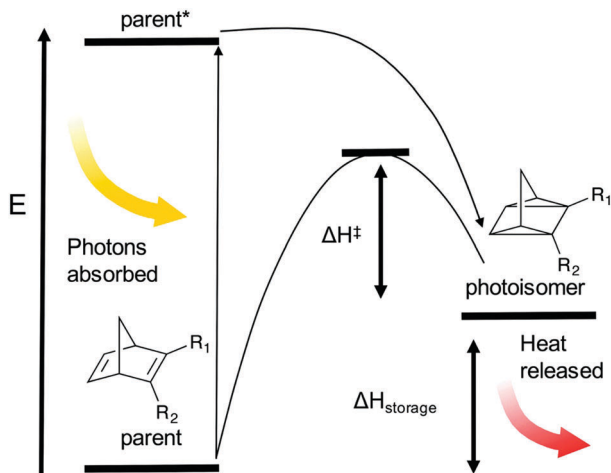 parent*
E
Photons
absorbed
ΔH‡
R1
R2
photoisomer
R1
R2
parent
Heat
released
ΔHstorage